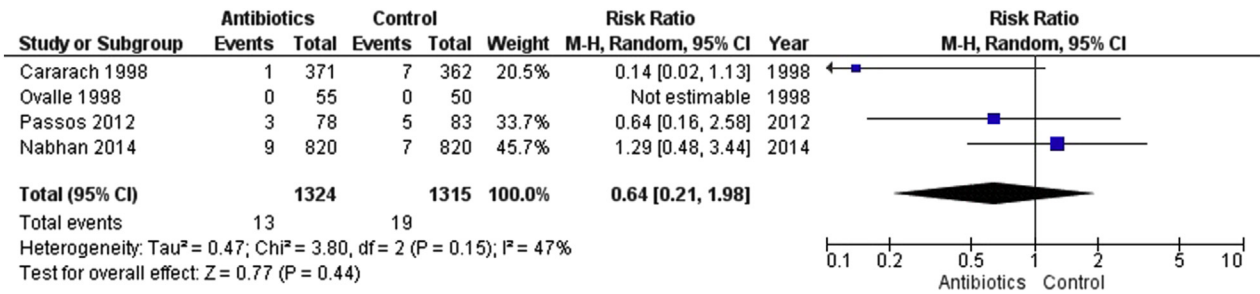 Antibiotics Control Risk Ratio Risk Ratio
Study or Subgroup Events Total Events Total Weight M-H, Random, 95% CI Year M-H, Random, 95% CI
Cararach 1998 1 371 7 362 20.5% 0.14 [0.02, 1.13] 1998
Ovalle 1998 0 55 0 50 Not estimable 1998
Passos 2012 3 78 5 83 33.7% 0.64 [0.16, 2.58] 2012
Nabhan 2014 9 820 7 820 45.7% 1.29 [0.48, 3.44] 2014
Total (95% CI) 1324 1315 100.0% 0.64 [0.21, 1.98]
Total events 13 19
Heterogeneity: Tau² = 0.47; Chi² = 3.80, df = 2 (P = 0.15); I² = 47%
Test for overall effect: Z = 0.77 (P = 0.44)
0.1 0.2 0.5 1 2 5 10
Antibiotics Control